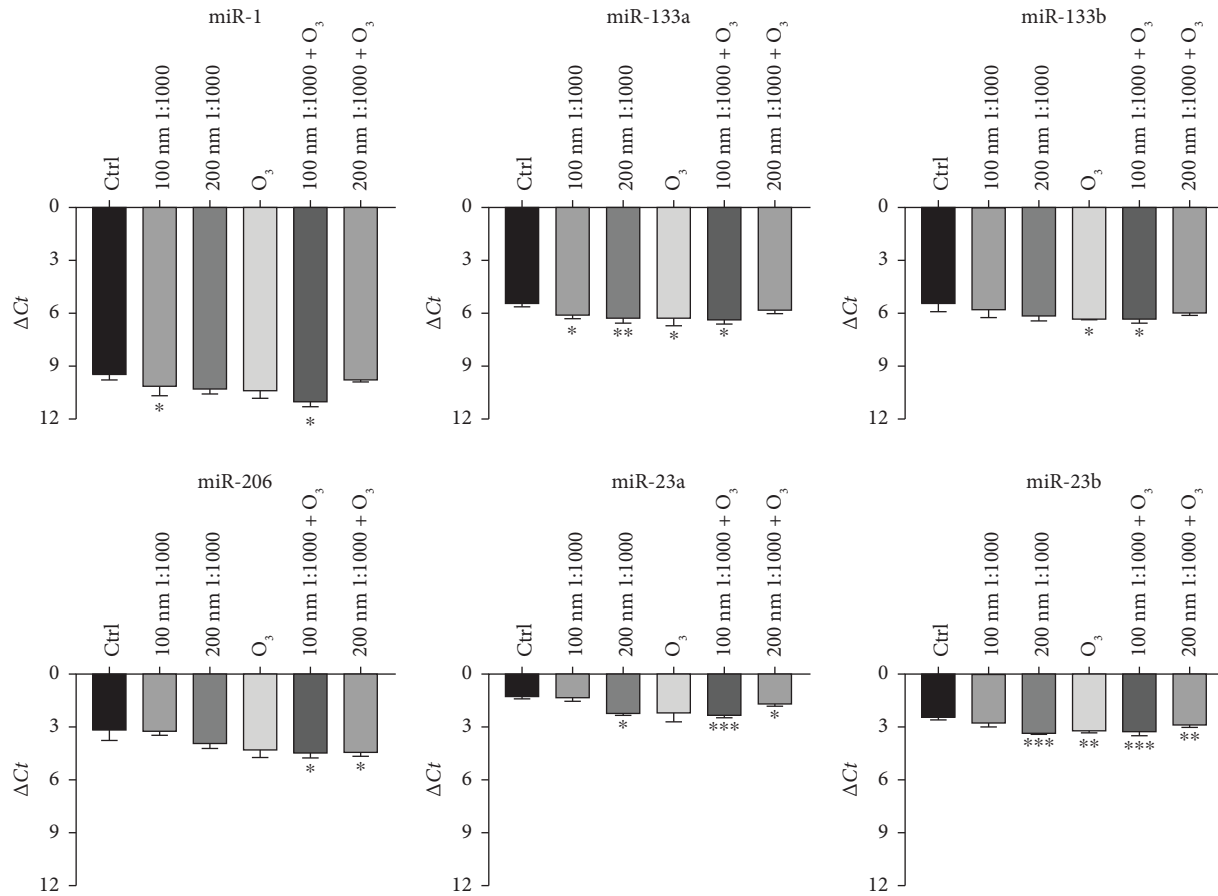 miR-1
Ctrl
100 nm 1:1000
200 nm 1:1000
O₃
100 nm 1:1000 + O₃
200 nm 1:1000 + O₃
0
3
6
9
12
ΔCt
*
*
miR-133a
Ctrl
100 nm 1:1000
200 nm 1:1000
O₃
100 nm 1:1000 + O₃
200 nm 1:1000 + O₃
0
3
6
9
12
ΔCt
*
**
*
*
miR-133b
Ctrl
100 nm 1:1000
200 nm 1:1000
O₃
100 nm 1:1000 + O₃
200 nm 1:1000 + O₃
0
3
6
9
12
ΔCt
*
*
miR-206
Ctrl
100 nm 1:1000
200 nm 1:1000
O₃
100 nm 1:1000 + O₃
200 nm 1:1000 + O₃
0
3
6
9
12
ΔCt
*
*
miR-23a
Ctrl
100 nm 1:1000
200 nm 1:1000
O₃
100 nm 1:1000 + O₃
200 nm 1:1000 + O₃
0
3
6
9
12
ΔCt
*
***
*
miR-23b
Ctrl
100 nm 1:1000
200 nm 1:1000
O₃
100 nm 1:1000 + O₃
200 nm 1:1000 + O₃
0
3
6
9
12
ΔCt
***
**
***
**